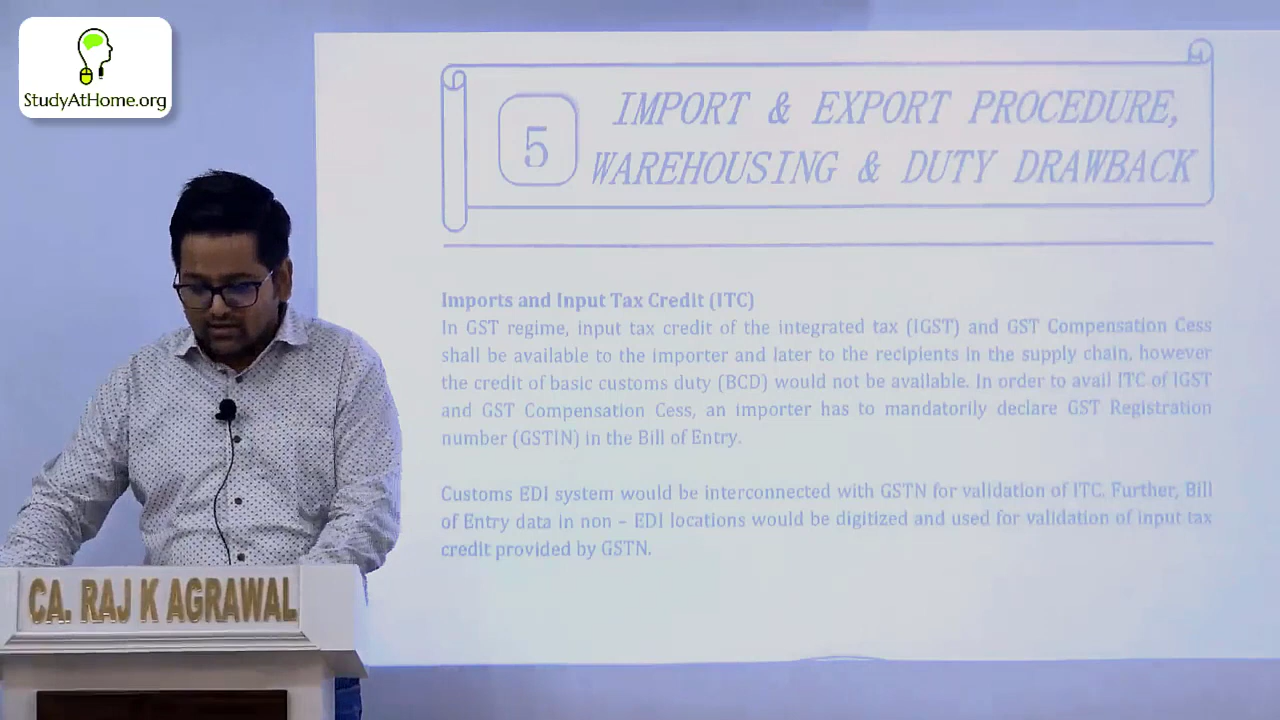 StudyAtHome.org
5
IMPORT & EXPORT PROCEDURE,
WAREHOUSING & DUTY DRAWBACK
Imports and Input Tax Credit (ITC)
In GST regime, input tax credit of the integrated tax (IGST) and GST Compensation Cess
shall be available to the importer and later to the recipients in the supply chain, however
the credit of basic customs duty (BCD) would not be available. In order to avail ITC of IGST
and GST Compensation Cess, an importer has to mandatorily declare GST Registration
number (GSTIN) in the Bill of Entry.
Customs EDI system would be interconnected with GSTN for validation of ITC. Further, Bill
of Entry data in non – EDI locations would be digitized and used for validation of input tax
credit provided by GSTN.
CA. RAJ K AGRAWAL